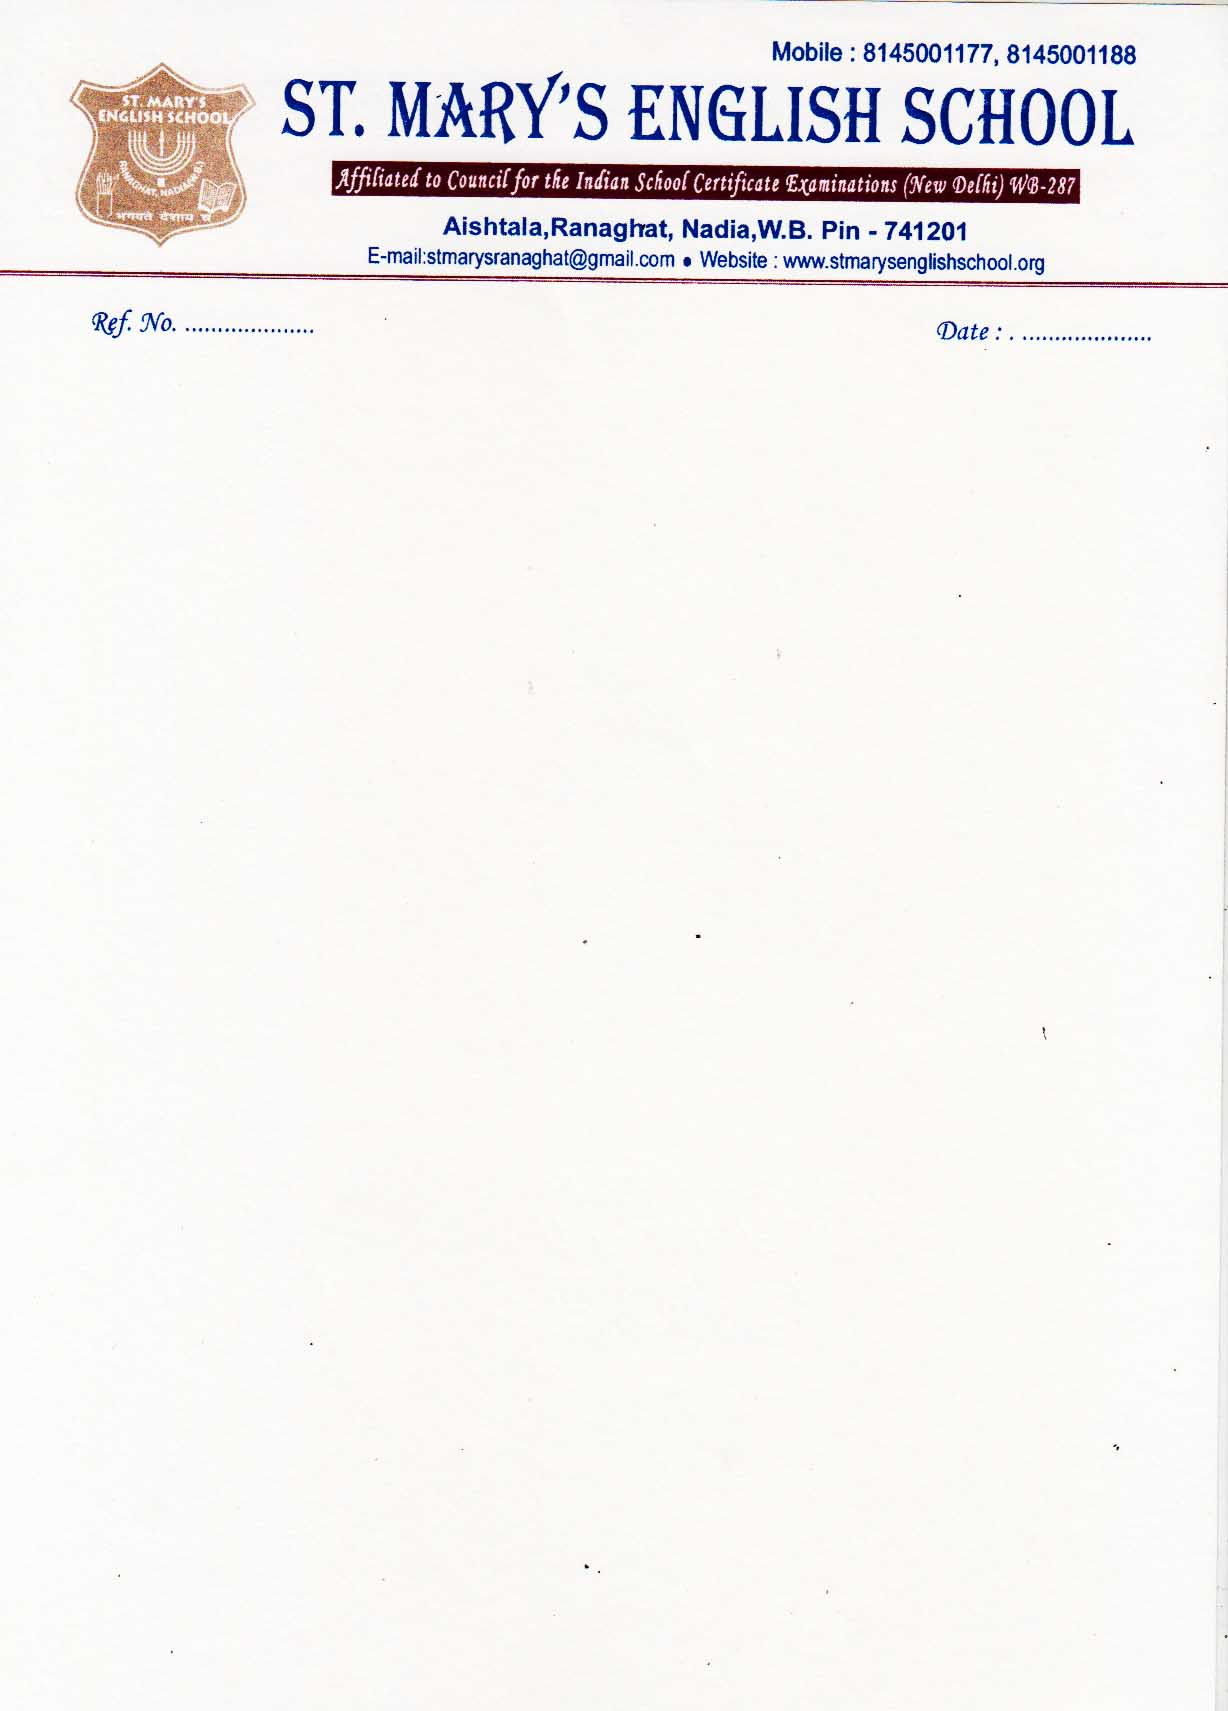 Mobile : 8145001177, 8145001188
ST. MARY'S ENGLISH SCHOOL
Affiliated to Council for the Indian School Certificate Examinations (New Delhi) WB-287
Aishtala,Ranaghat, Nadia,W.B. Pin - 741201
E-mail:stmarysranaghat@gmail.com ● Website : www.stmarysenglishschool.org
ST. MARY'S
ENGLISH SCHOOL
RANAGHAT, NADIA
Ref. No. ....................
Date : . ....................